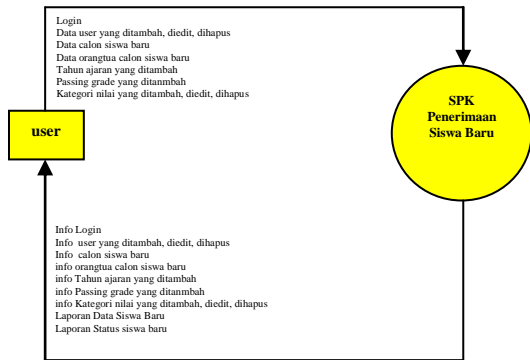 Login
Data user yang ditambah, diedit, dihapus
Data calon siswa baru
Data orangtua calon siswa baru
Tahun ajaran yang ditambah
Passing grade yang ditanmbah
Kategori nilai yang ditambah, diedit, dihapus
user
SPK
Penerimaan
Siswa Baru
Info Login
Info user yang ditambah, diedit, dihapus
Info calon siswa baru
info orangtua calon siswa baru
info Tahun ajaran yang ditambah
info Passing grade yang ditanmbah
info Kategori nilai yang ditambah, diedit, dihapus
Laporan Data Siswa Baru
Laporan Status siswa baru